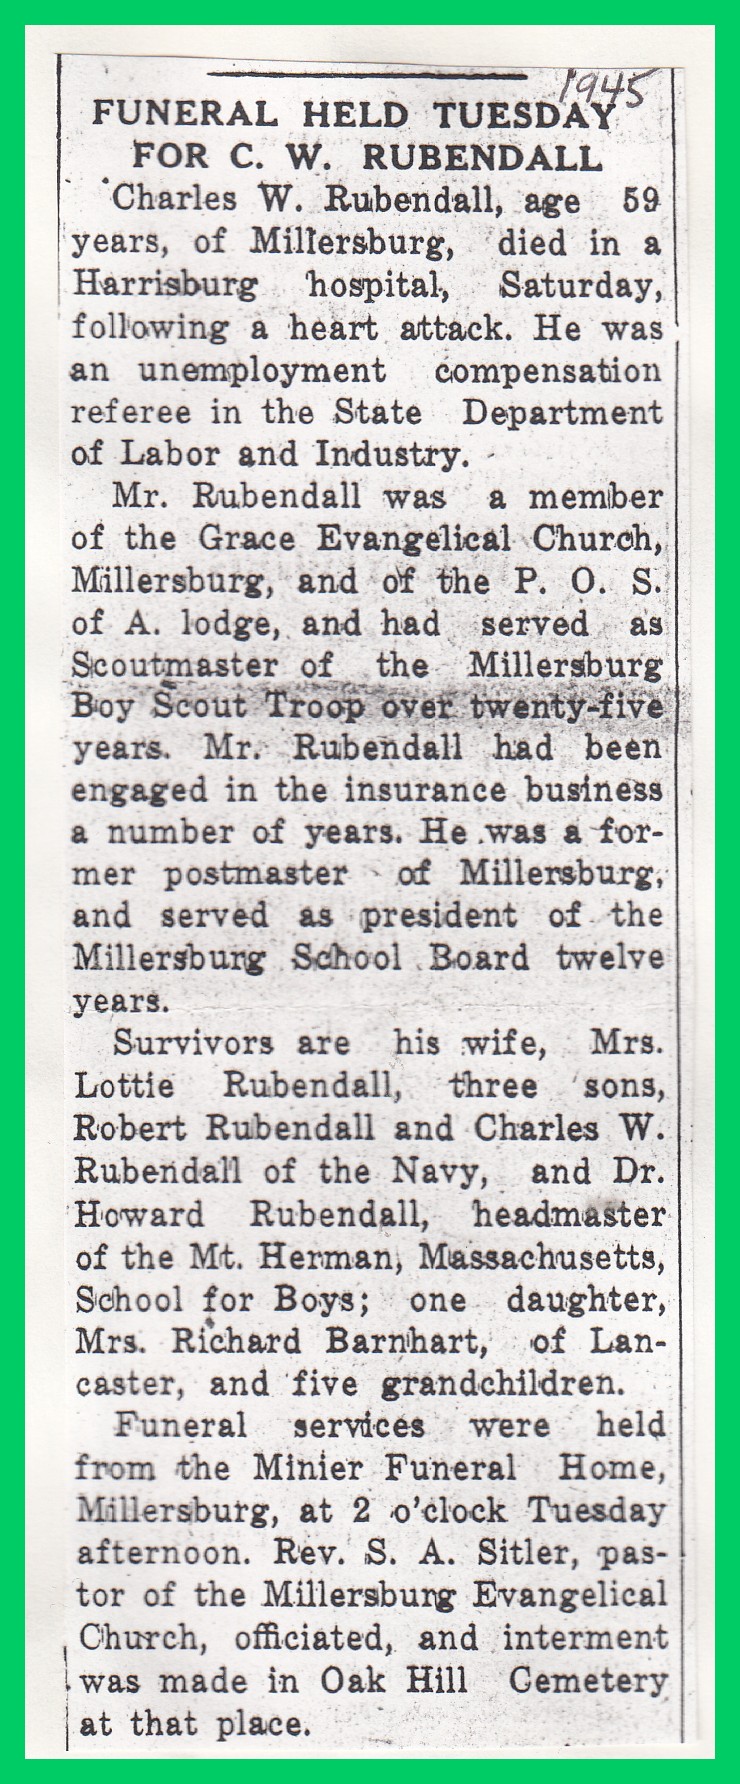 1945
FUNERAL HELD TUESDAY
FOR C. W. RUBENDALL
Charles W. Rubendall, age 59
years, of Millersburg, died in a
Harrisburg hospital, Saturday,
following a heart attack. He was
an unemployment compensation
referee in the State Department
of Labor and Industry.
Mr. Rubendall was a member
of the Grace Evangelical Church,
Millersburg, and of the P. O. S.
of A. lodge, and had served as
Scoutmaster of the Millersburg
Boy Scout Troop over twenty-five
years. Mr. Rubendall had been
engaged in the insurance business
a number of years. He was a for-
mer postmaster of Millersburg,
and served as president of the
Millersburg School Board twelve
years.
Survivors are his wife, Mrs.
Lottie Rubendall, three sons,
Robert Rubendall and Charles W.
Rubendall of the Navy, and Dr.
Howard Rubendall, headmaster
of the Mt. Herman, Massachusetts,
School for Boys; one daughter,
Mrs. Richard Barnhart, of Lan-
caster, and five grandchildren.
Funeral services were held
from the Minier Funeral Home,
Millersburg, at 2 o'clock Tuesday
afternoon. Rev. S. A. Sitler, pas-
tor of the Millersburg Evangelical
Church, officiated, and interment
was made in Oak Hill Cemetery
at that place.